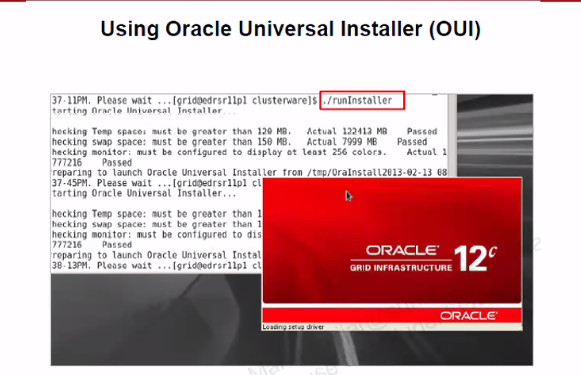 Using Oracle Universal Installer (OUI)
37-11PM. Please wait ...[grid@edrsr11p1 clusterware]$ ./runInstaller
tarting Oracle Universal Installer...
hecking Temp space: must be greater than 120 MB. Actual 122413 MB Passed
hecking swap space: must be greater than 150 MB. Actual 7999 MB Passed
hecking monitor: must be configured to display at least 256 colors. Actual 1
777216 Passed
reparing to launch Oracle Universal Installer from /tmp/OraInstall2013-02-13 08
37-45PM. Please wait ...[grid@edrsr11p1 cl
tarting Oracle Universal Installer...
hecking Temp space: must be greater than 1
hecking swap space: must be greater than 1
hecking monitor: must be configured to dis
777216 Passed
reparing to launch Oracle Universal Instal
38-13PM. Please wait ...[grid@edrsr11p1 cl
ORACLE
GRID INFRASTRUCTURE 12c
ORACLE
Loading setup driver